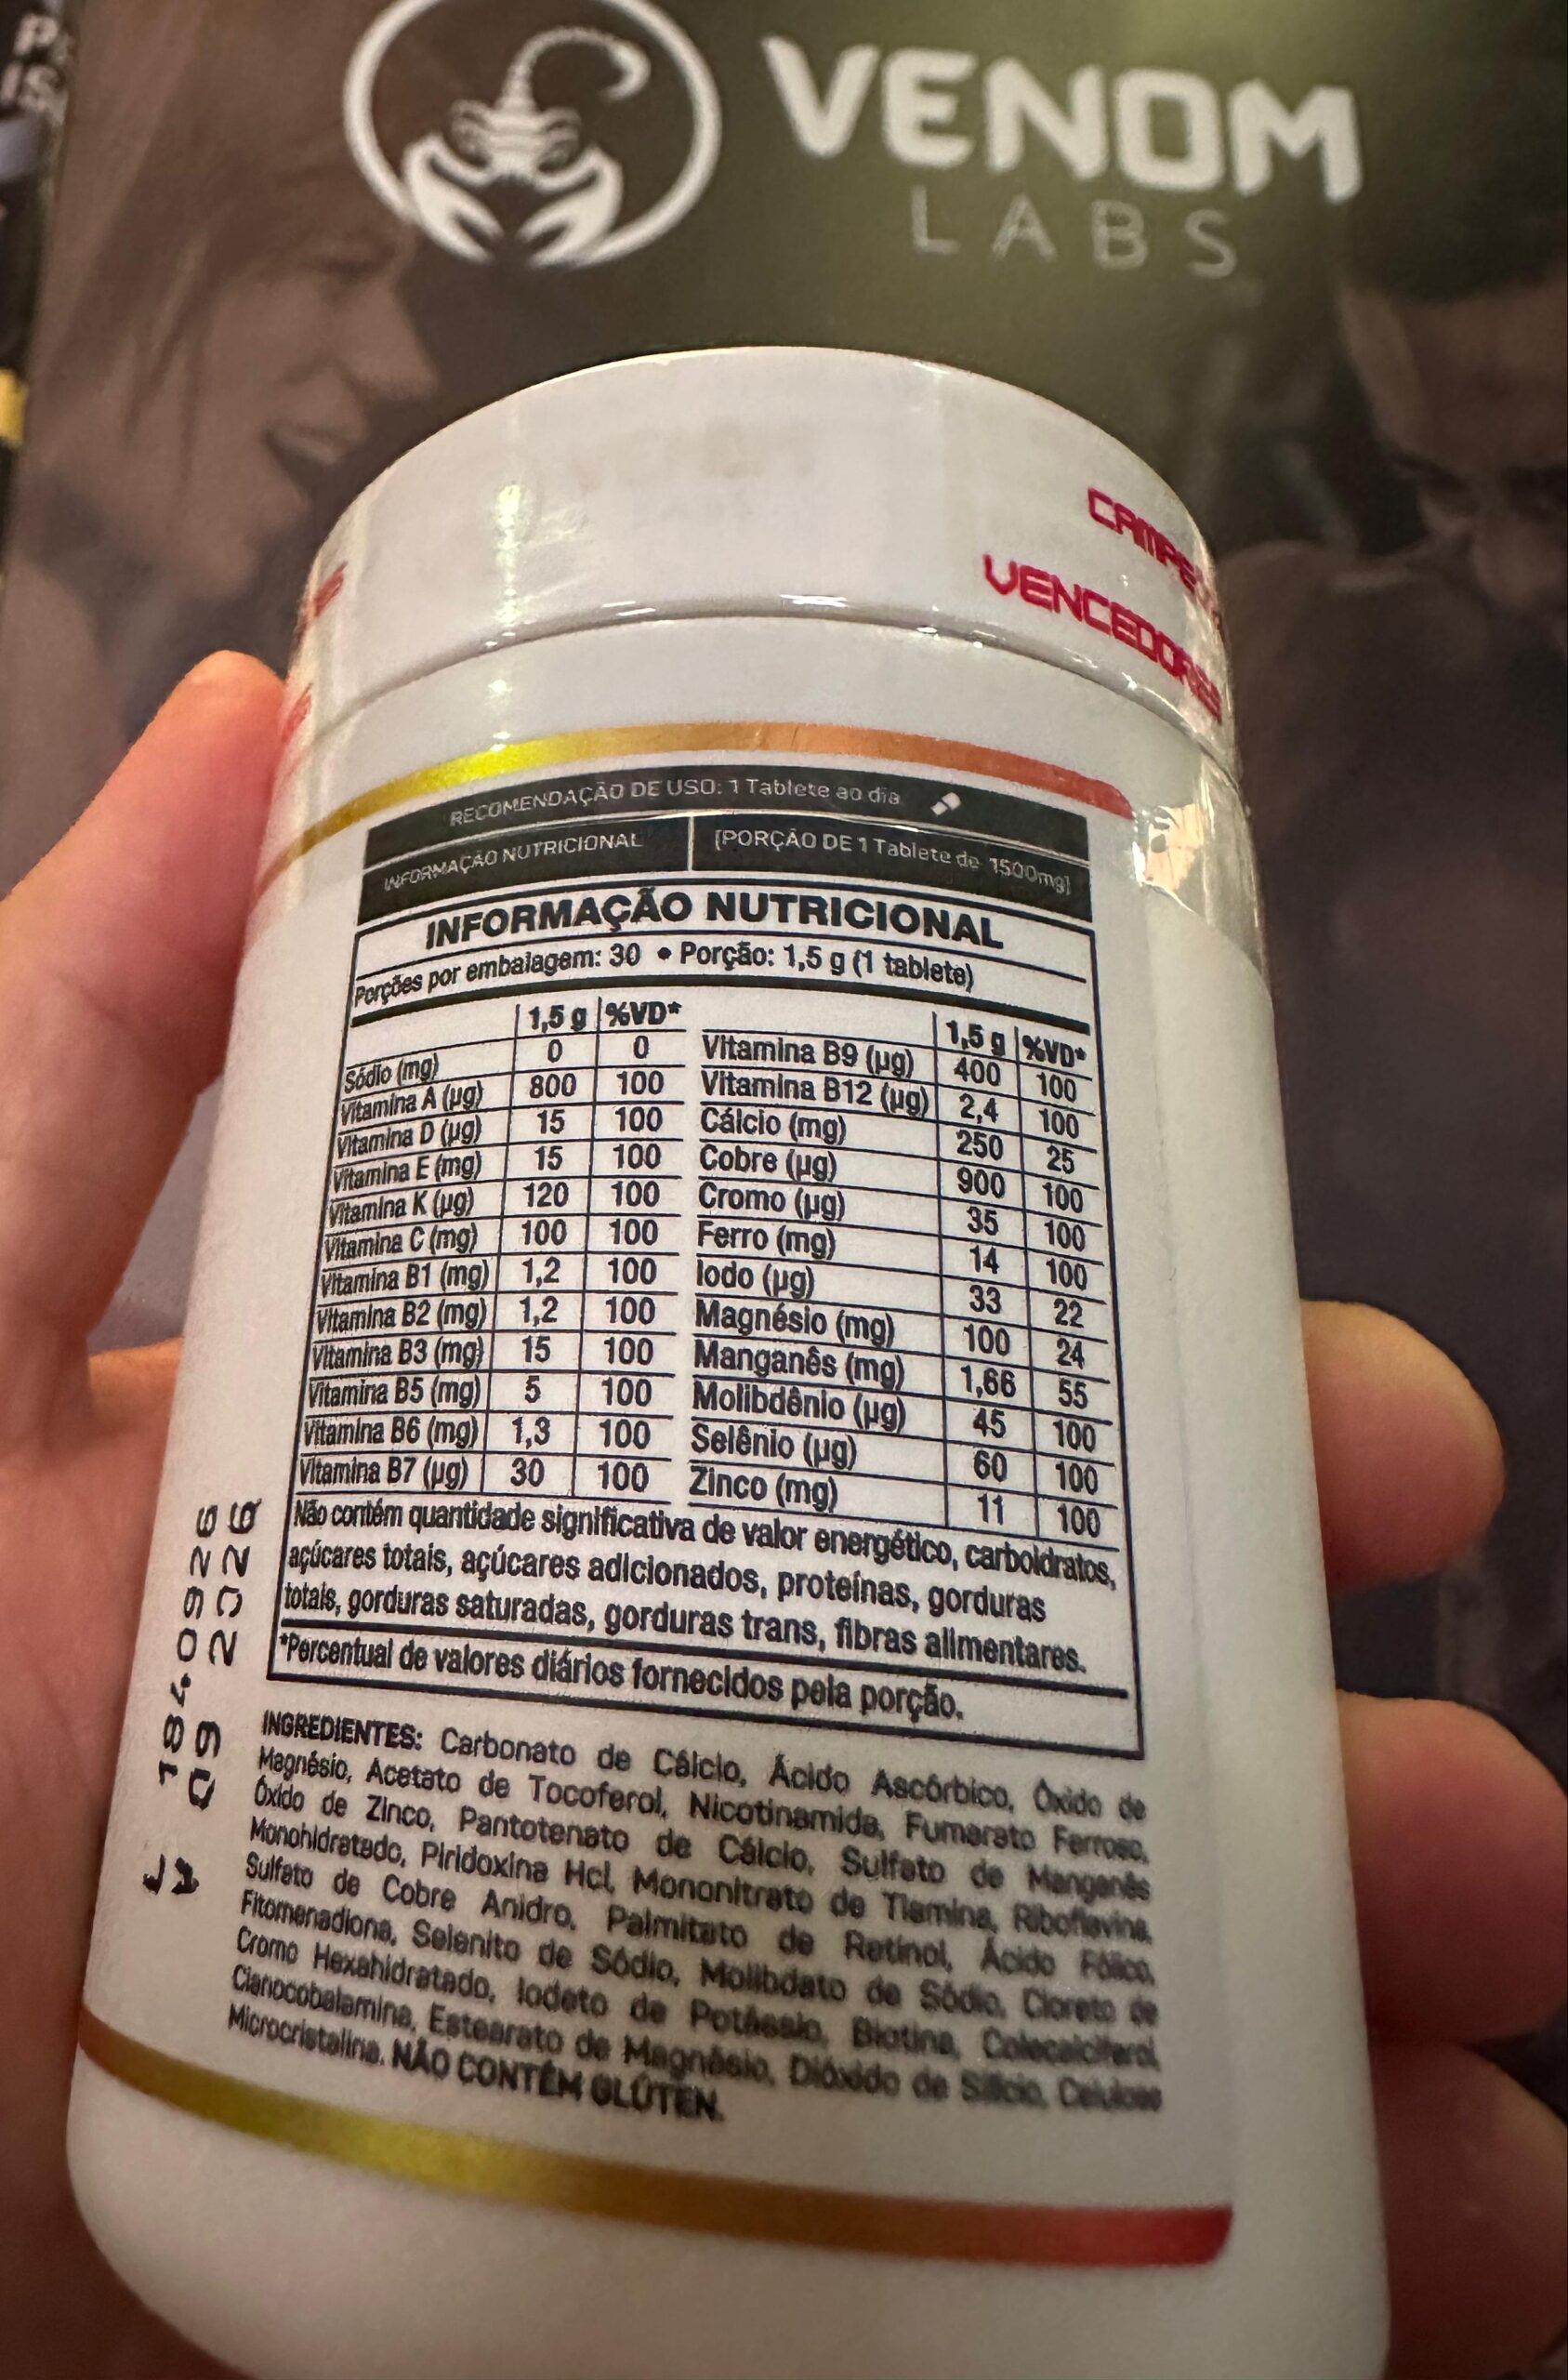 VENOM
LABS
VENCEDORES
RECOMENDAÇÃO DE USO: 1 Tablete ao dia
INFORMAÇÃO NUTRICIONAL [PORÇÃO DE 1 Tablete de 1500mg]
INFORMAÇÃO NUTRICIONAL
Porções por embalagem: 30 • Porção: 1,5 g (1 tablete)
1,5 g %VD*
Sódio (mg) 0 0
Vitamina A (µg) 800 100
Vitamina D (µg) 15 100
Vitamina E (mg) 15 100
Vitamina K (µg) 120 100
Vitamina C (mg) 100 100
Vitamina B1 (mg) 1,2 100
Vitamina B2 (mg) 1,2 100
Vitamina B3 (mg) 15 100
Vitamina B5 (mg) 5 100
Vitamina B6 (mg) 1,3 100
Vitamina B7 (µg) 30 100
1,5 g %VD*
Vitamina B9 (µg) 400 100
Vitamina B12 (µg) 2,4 100
Cálcio (mg) 250 25
Cobre (µg) 900 100
Cromo (µg) 35 100
Ferro (mg) 14 100
Iodo (µg) 33 22
Magnésio (mg) 100 24
Manganês (mg) 1,66 55
Molibdênio (µg) 45 100
Selênio (µg) 60 100
Zinco (mg) 11 100
Não contém quantidade significativa de valor energético, carboidratos,
açúcares totais, açúcares adicionados, proteínas, gorduras
totais, gorduras saturadas, gorduras trans, fibras alimentares.
*Percentual de valores diários fornecidos pela porção.
INGREDIENTES: Carbonato de Cálcio, Ácido Ascórbico, Óxido de
Magnésio, Acetato de Tocoferol, Nicotinamida, Fumarato Ferroso,
Óxido de Zinco, Pantotenato de Cálcio, Sulfato de Manganês
Monohidratado, Piridoxina Hcl, Mononitrato de Tiamina, Riboflavina,
Sulfato de Cobre Anidro, Palmitato de Retinol, Ácido Fólico,
Fitomenadiona, Selenito de Sódio, Molibdato de Sódio, Cloreto de
Cromo Hexahidratado, Iodeto de Potássio, Biotina, Colecalciferol,
Cianocobalamina, Estearato de Magnésio, Dióxido de Silício, Celulose
Microcristalina. NÃO CONTÉM GLÚTEN.
09 2026